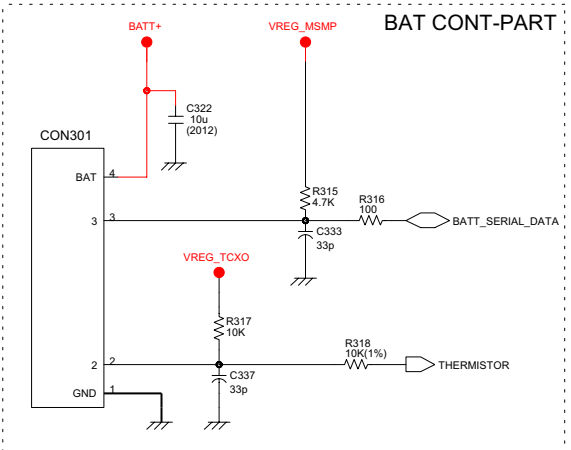 BAT CONT-PART
BATT+
VREG_MSMP
C322
10u
(2012)
CON301
BAT
4
R315
4.7K
R316
100
3
3
BATT_SERIAL_DATA
C333
33p
VREG_TCXO
R317
10K
R318
10K(1%)
2
2
THERMISTOR
C337
33p
GND
1